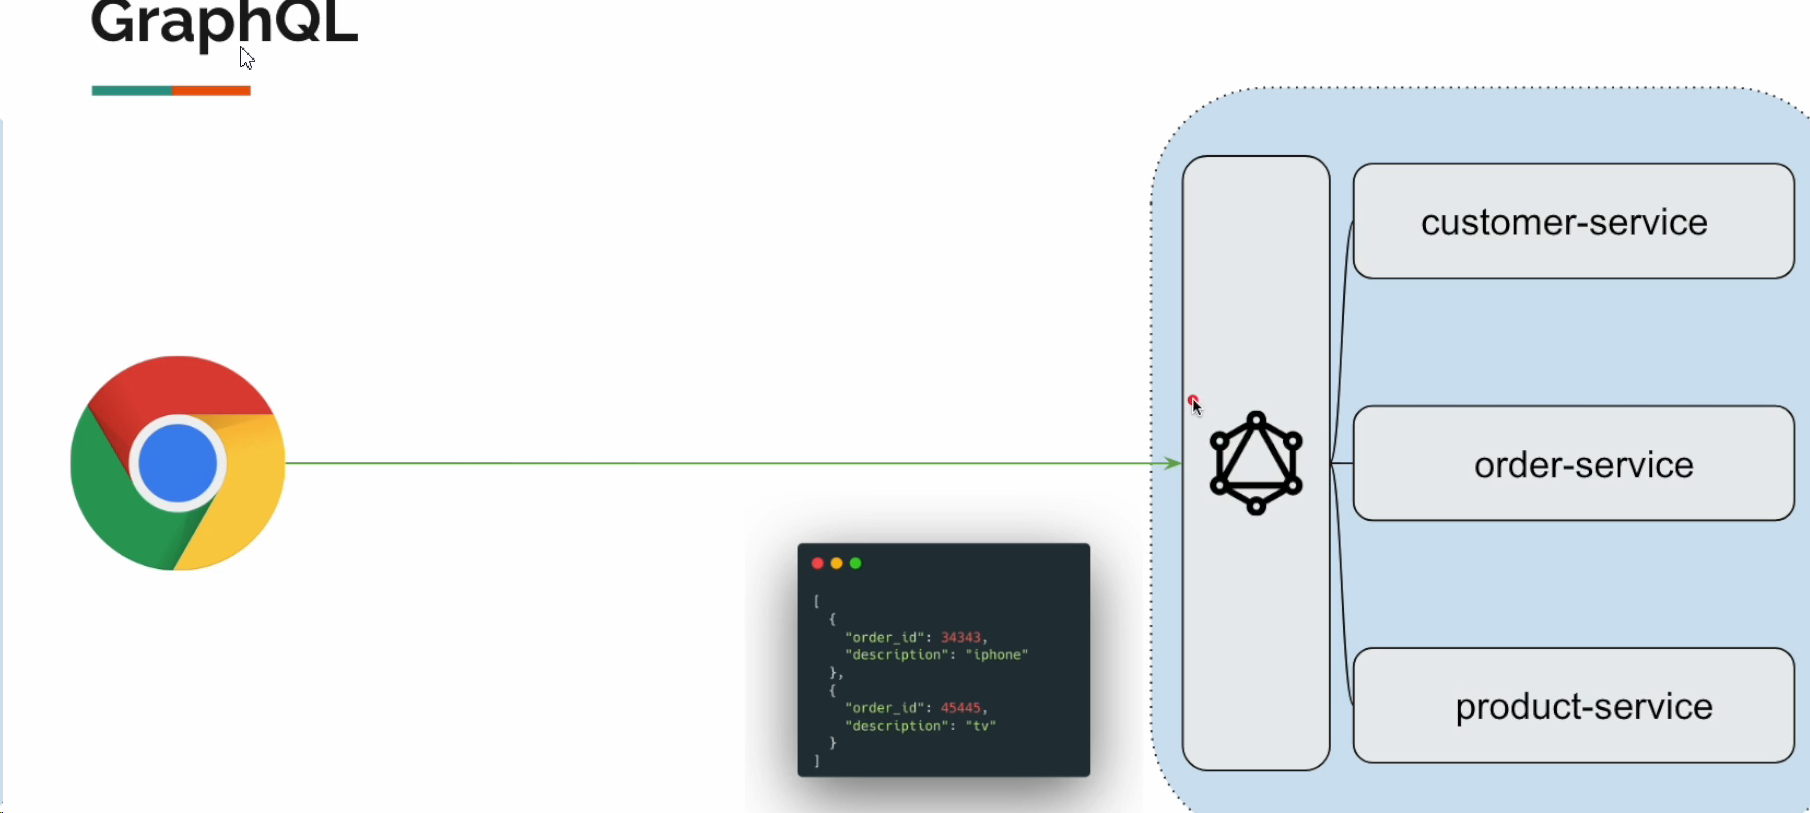 GraphQL
customer-service
order-service
product-service
[
{
"order_id": 34343,
"description": "iphone"
},
{
"order_id": 45445,
"description": "tv"
}
]